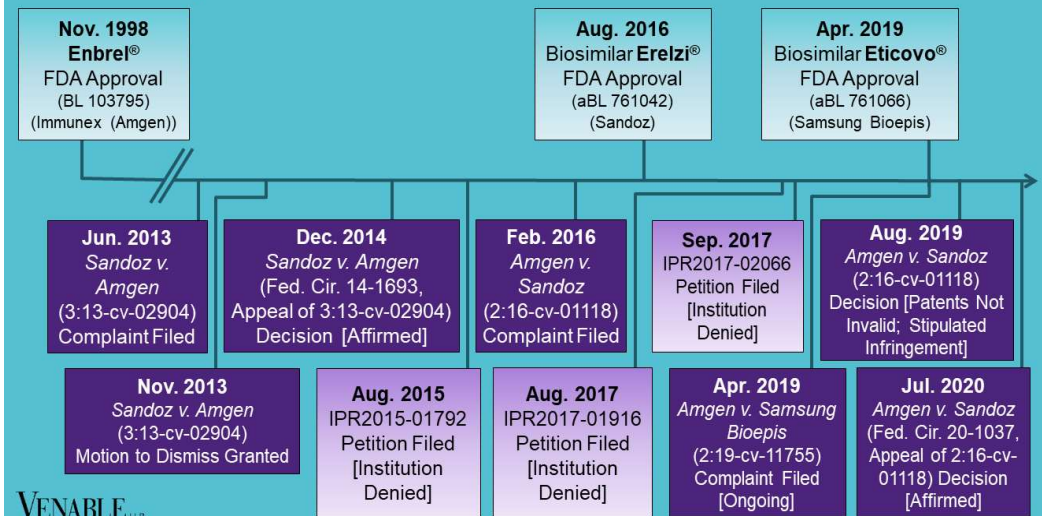 Nov. 1998
Enbrel®
FDA Approval
(BL 103795)
(Immunex (Amgen))
Aug. 2016
Biosimilar Erelzi®
FDA Approval
(aBL 761042)
(Sandoz)
Apr. 2019
Biosimilar Eticovo®
FDA Approval
(aBL 761066)
(Samsung Bioepis)
Jun. 2013
Sandoz v.
Amgen
(3:13-cv-02904)
Complaint Filed
Dec. 2014
Sandoz v. Amgen
(Fed. Cir. 14-1693,
Appeal of 3:13-cv-02904)
Decision [Affirmed]
Feb. 2016
Amgen v.
Sandoz
(2:16-cv-01118)
Complaint Filed
Sep. 2017
IPR2017-02066
Petition Filed
[Institution
Denied]
Aug. 2019
Amgen v. Sandoz
(2:16-cv-01118)
Decision [Patents Not
Invalid; Stipulated
Infringement]
Nov. 2013
Sandoz v. Amgen
(3:13-cv-02904)
Motion to Dismiss Granted
Aug. 2015
IPR2015-01792
Petition Filed
[Institution
Denied]
Aug. 2017
IPR2017-01916
Petition Filed
[Institution
Denied]
Apr. 2019
Amgen v. Samsung
Bioepis
(2:19-cv-11755)
Complaint Filed
[Ongoing]
Jul. 2020
Amgen v. Sandoz
(Fed. Cir. 20-1037,
Appeal of 2:16-cv-
01118) Decision
[Affirmed]
VENABLE